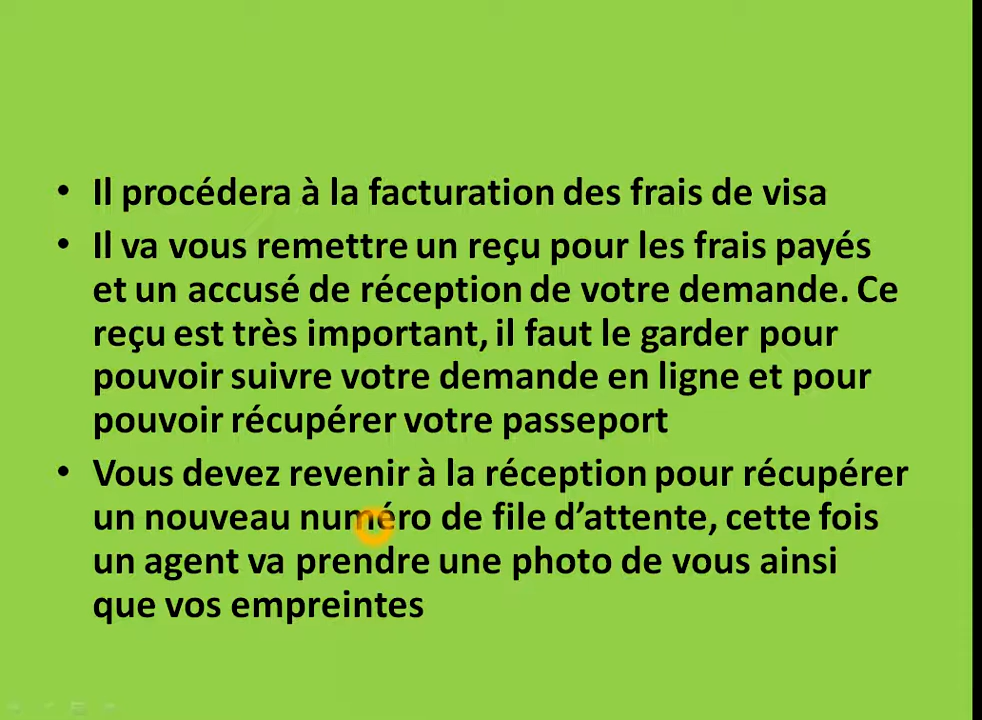 • Il procédera à la facturation des frais de visa
• Il va vous remettre un reçu pour les frais payés
et un accusé de réception de votre demande. Ce
reçu est très important, il faut le garder pour
pouvoir suivre votre demande en ligne et pour
pouvoir récupérer votre passeport
• Vous devez revenir à la réception pour récupérer
un nouveau numéro de file d’attente, cette fois
un agent va prendre une photo de vous ainsi
que vos empreintes